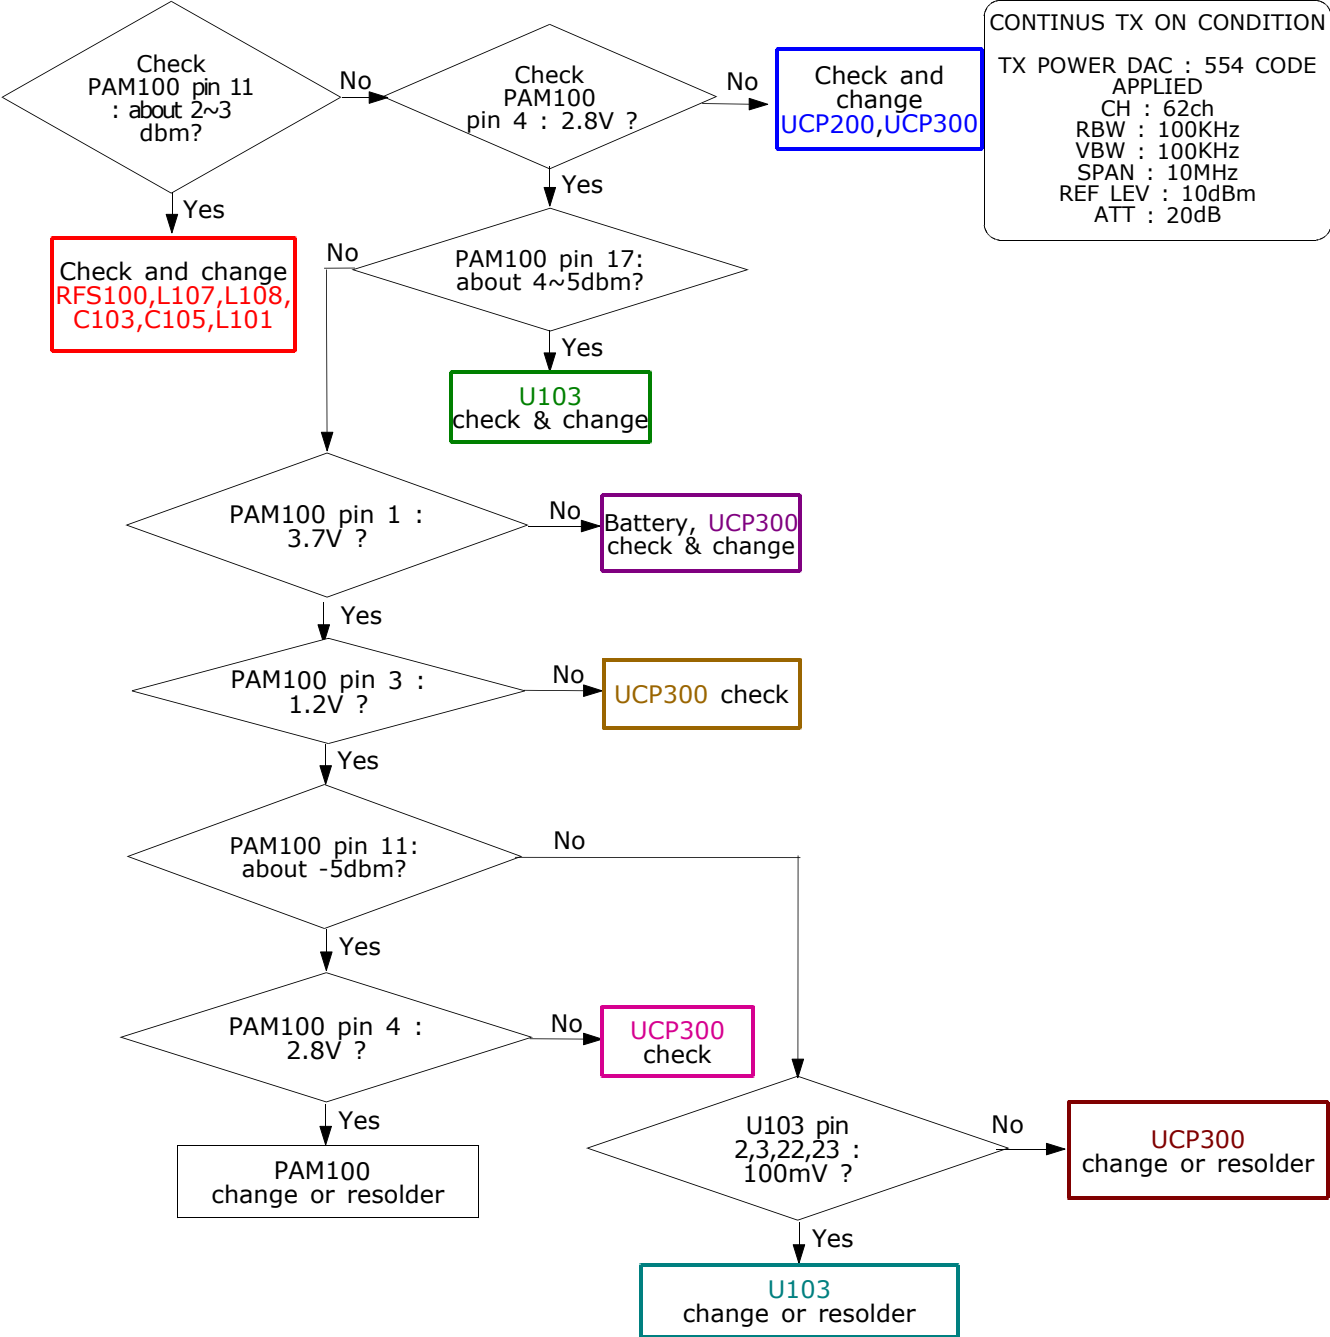 Check
PAM100 pin 11
: about 2~3
dbm?
No
Yes
Check and change
RFS100,L107,L108,
C103,C105,L101
Check
PAM100
pin 4 : 2.8V ?
No
Yes
Check and
change
UCP200,UCP300
CONTINUS TX ON CONDITION
TX POWER DAC : 554 CODE
APPLIED
CH : 62ch
RBW : 100KHz
VBW : 100KHz
SPAN : 10MHz
REF LEV : 10dBm
ATT : 20dB
PAM100 pin 17:
about 4~5dbm?
No
Yes
U103
check & change
PAM100 pin 1 :
3.7V ?
No
Battery, UCP300
check & change
Yes
PAM100 pin 3 :
1.2V ?
No
UCP300 check
Yes
PAM100 pin 11:
about -5dbm?
No
Yes
PAM100 pin 4 :
2.8V ?
No
UCP300
check
Yes
PAM100
change or resolder
U103 pin
2,3,22,23 :
100mV ?
No
UCP300
change or resolder
Yes
U103
change or resolder